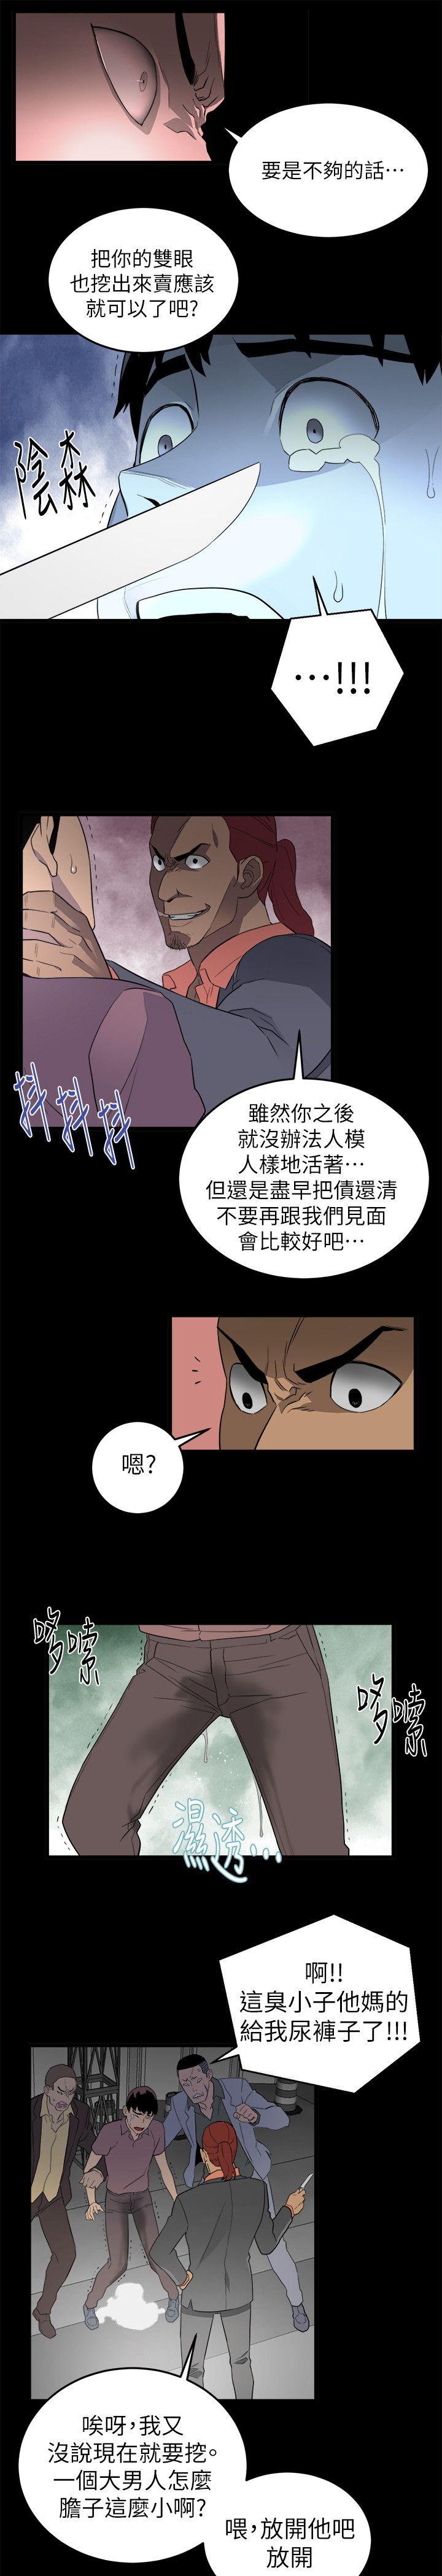 要是不夠的話…
把你的雙眼
也挖出來賣應該
就可以了吧?
陰森
…!!!
抖抖抖
雖然你之後
就沒辦法人模
人樣地活著…
但還是盡早把債還清
不要再跟我們見面
會比較好吧…
嗯?
哆嗦
哆嗦
濕透…
啊!!
這臭小子他媽的
給我尿褲子了!!!
唉呀,我又
沒說現在就要挖。
一個大男人怎麼
膽子這麼小啊?
喂,放開他吧
放開